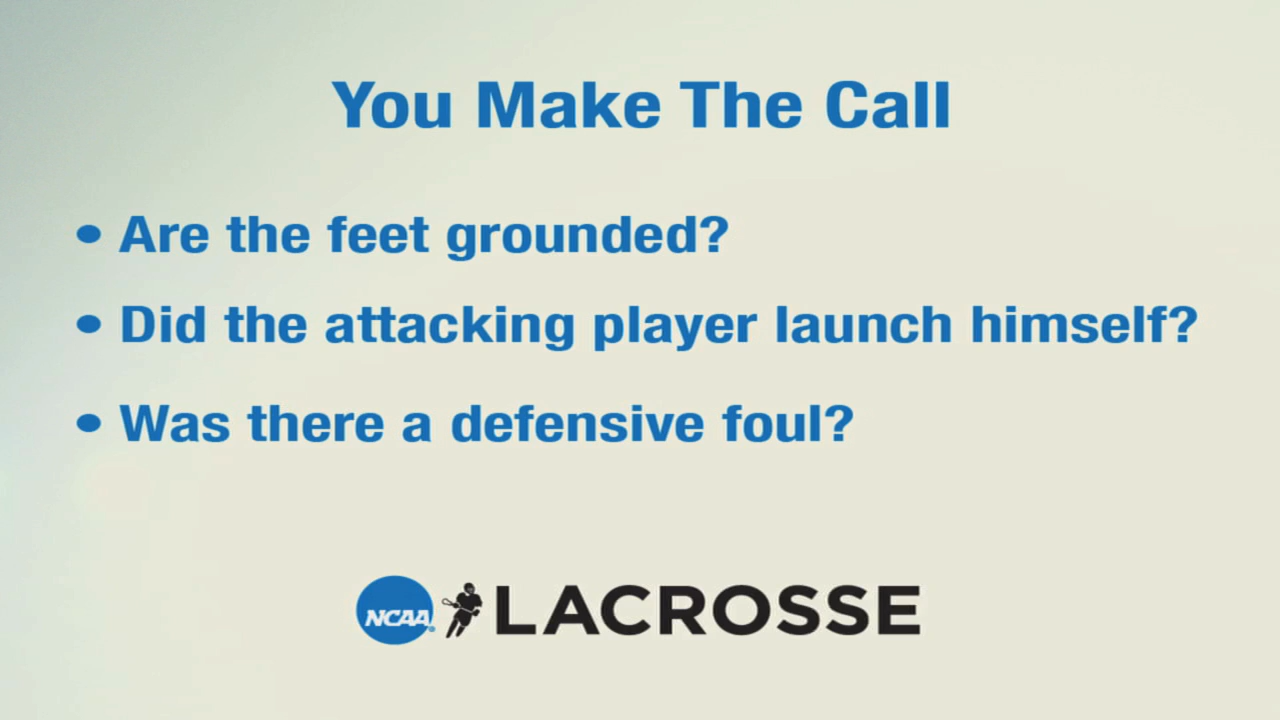 You Make The Call
• Are the feet grounded?
• Did the attacking player launch himself?
• Was there a defensive foul?
NCAA® LACROSSE